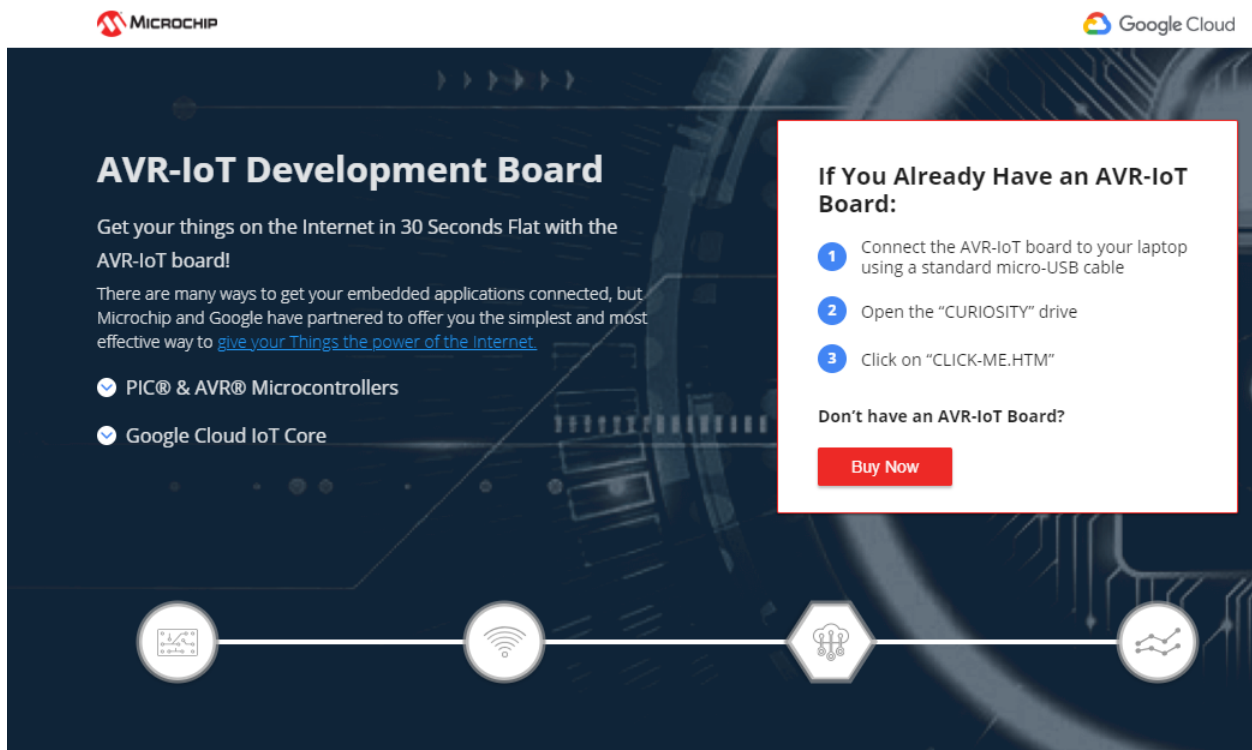 MICROCHIP
Google Cloud
AVR-IoT Development Board
Get your things on the Internet in 30 Seconds Flat with the
AVR-IoT board!
There are many ways to get your embedded applications connected, but
Microchip and Google have partnered to offer you the simplest and most
effective way to give your Things the power of the Internet.
PIC® & AVR® Microcontrollers
Google Cloud IoT Core
If You Already Have an AVR-IoT
Board:
1 Connect the AVR-IoT board to your laptop
using a standard micro-USB cable
2 Open the “CURIOSITY” drive
3 Click on “CLICK-ME.HTM”
Don’t have an AVR-IoT Board?
Buy Now